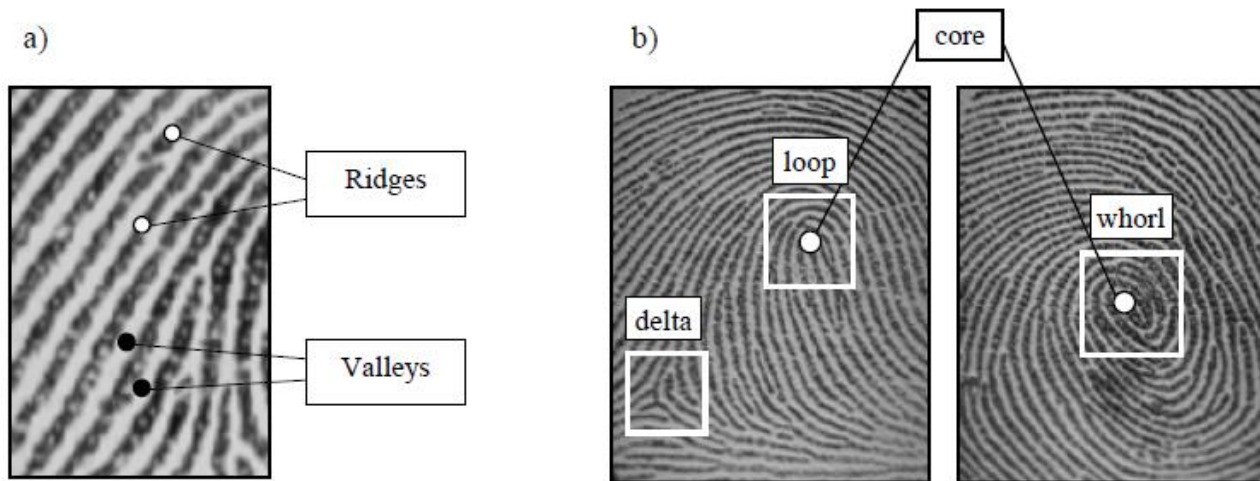 a)
b)
core
Ridges
loop
whorl
delta
Valleys